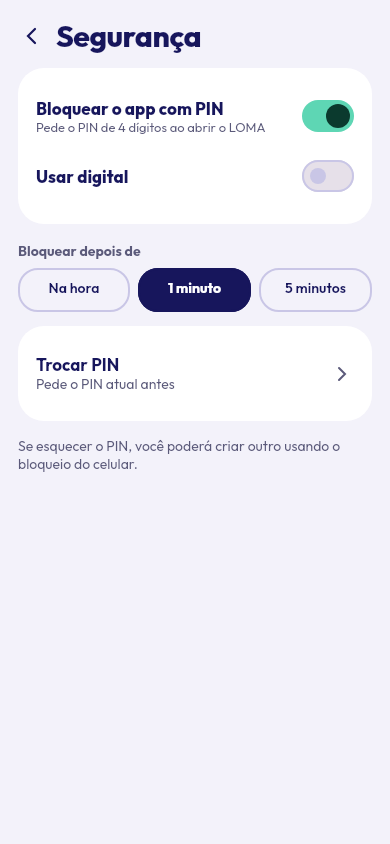 Segurança
Bloquear o app com PIN
Pede o PIN de 4 dígitos ao abrir o LOMA
Usar digital
Bloquear depois de
Na hora
1 minuto
5 minutos
Trocar PIN
Pede o PIN atual antes
Se esquecer o PIN, você poderá criar outro usando o
bloqueio do celular.